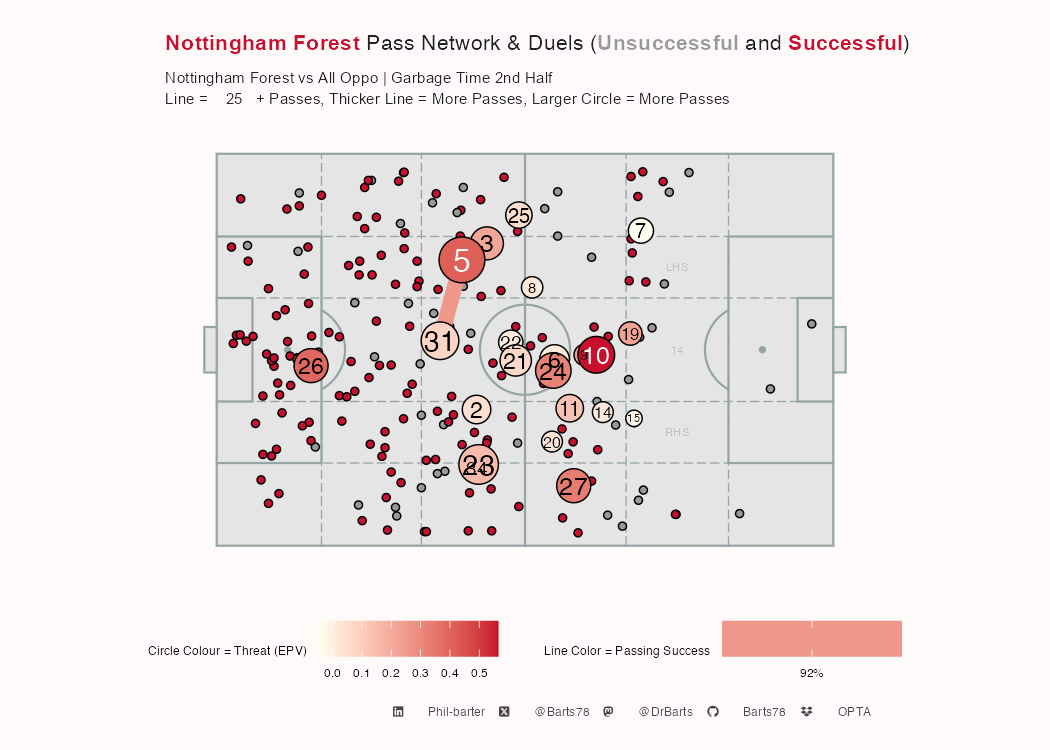 Nottingham Forest Pass Network & Duels (Unsuccessful and Successful)
Nottingham Forest vs All Oppo | Garbage Time 2nd Half
Line = 25 + Passes, Thicker Line = More Passes, Larger Circle = More Passes
25
7
3
5
LHS
8
31
22
19
21
6
10
14
26
24
2
11
14
15
RHS
20
23
27
Circle Colour = Threat (EPV)
0.0 0.1 0.2 0.3 0.4 0.5
Line Color = Passing Success
92%
Phil-barter @Barts78 @DrBarts Barts78 OPTA